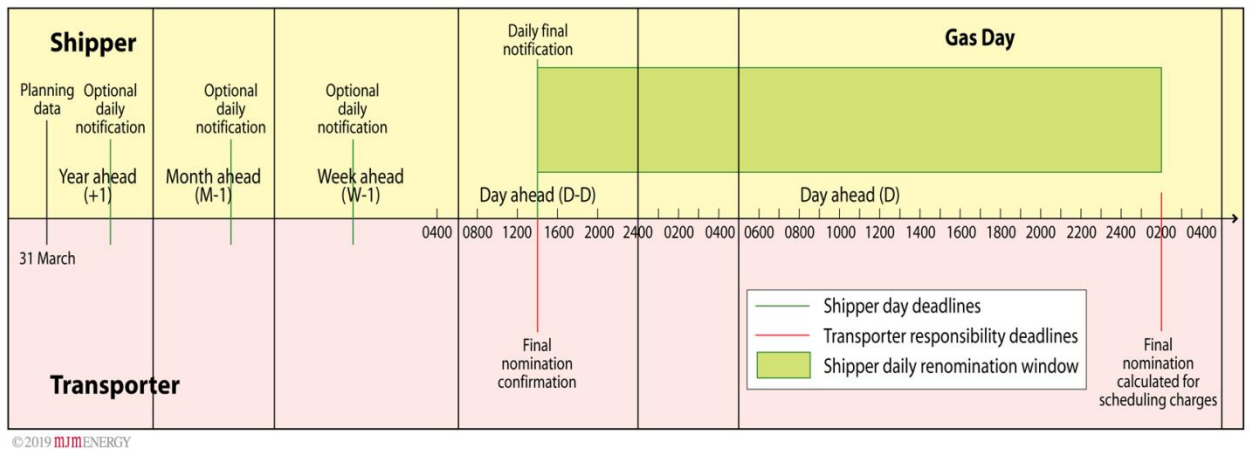 Shipper
Gas Day
Daily final
notification
Planning
data
Optional
daily
notification
Optional
daily
notification
Optional
daily
notification
Year ahead
(+1)
Month ahead
(M-1)
Week ahead
(W-1)
Day ahead (D-D)
Day ahead (D)
0400 0800 1200 1600 2000 2400 0200 0400 0600 0800 1000 1200 1400 1600 1800 2000 2200 2400 0200 0400
31 March
Shipper day deadlines
Transporter responsibility deadlines
Shipper daily renomination window
Final
nomination
confirmation
Final
nomination
calculated for
scheduling charges
Transporter
©2019 MJMENERGY